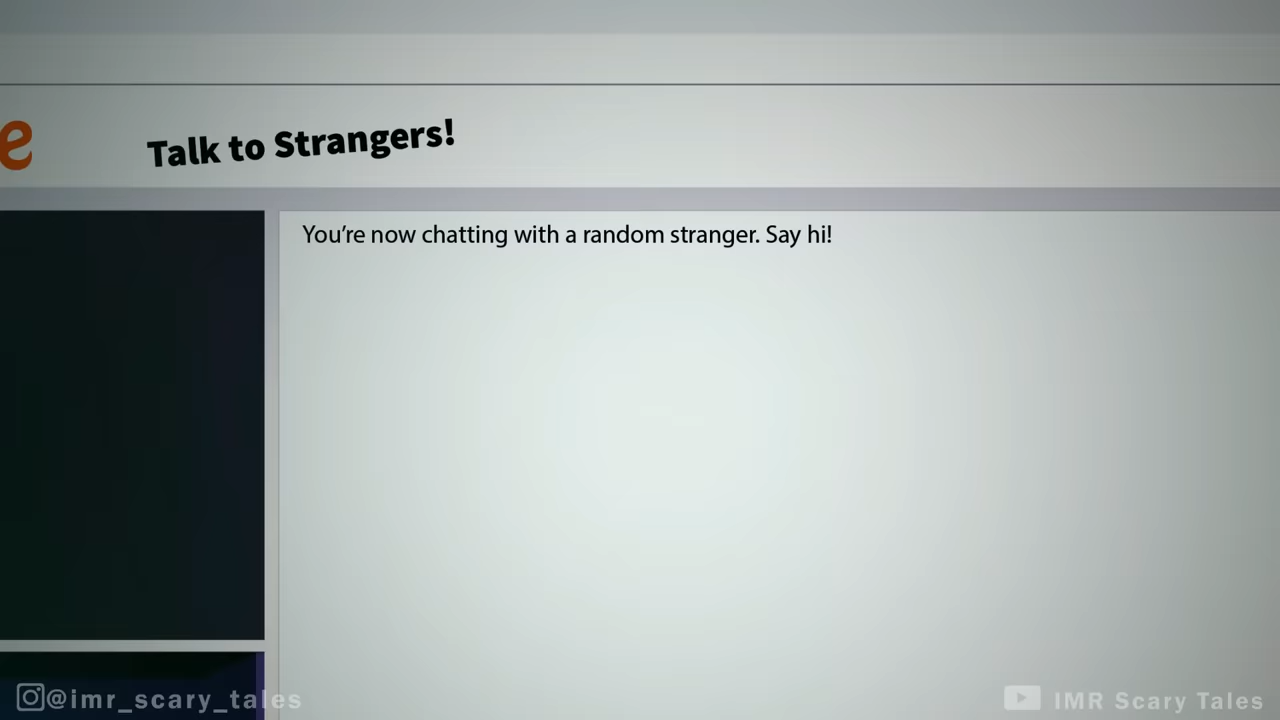 e
Talk to Strangers!
You're now chatting with a random stranger. Say hi!
@imr_scary_tales
IMR Scary Tales